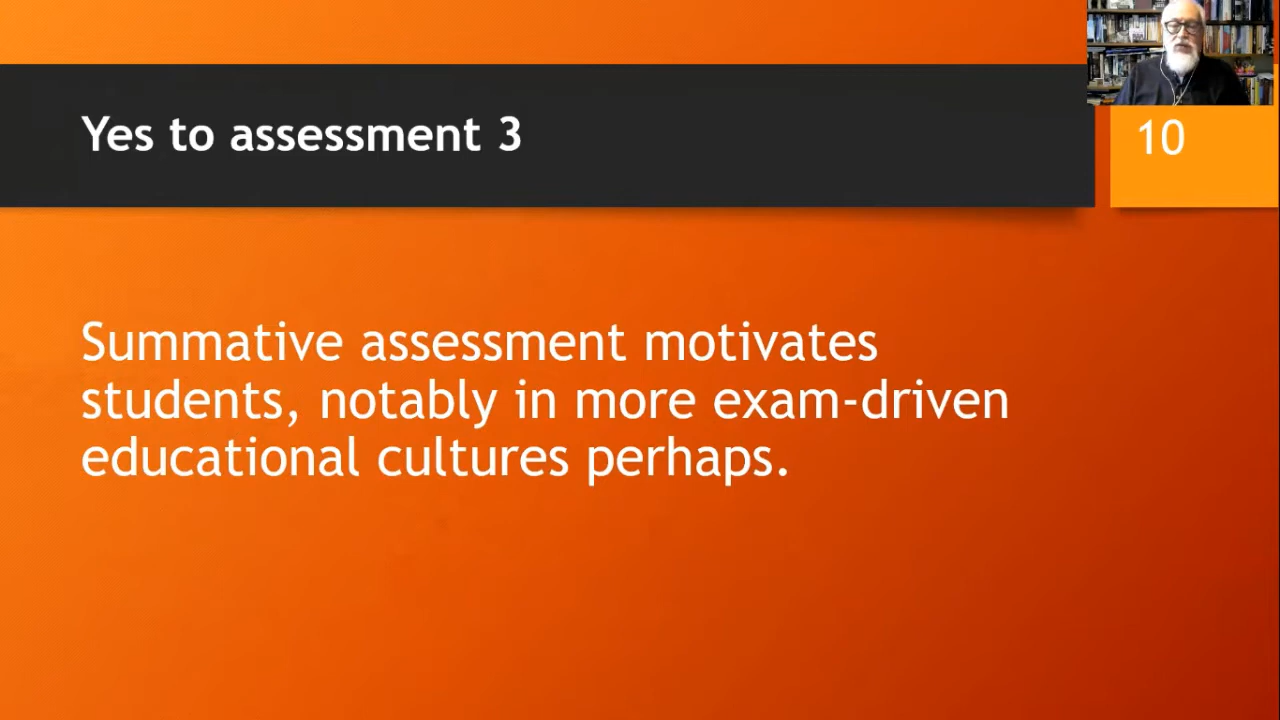 Yes to assessment 3
10
Summative assessment motivates
students, notably in more exam-driven
educational cultures perhaps.